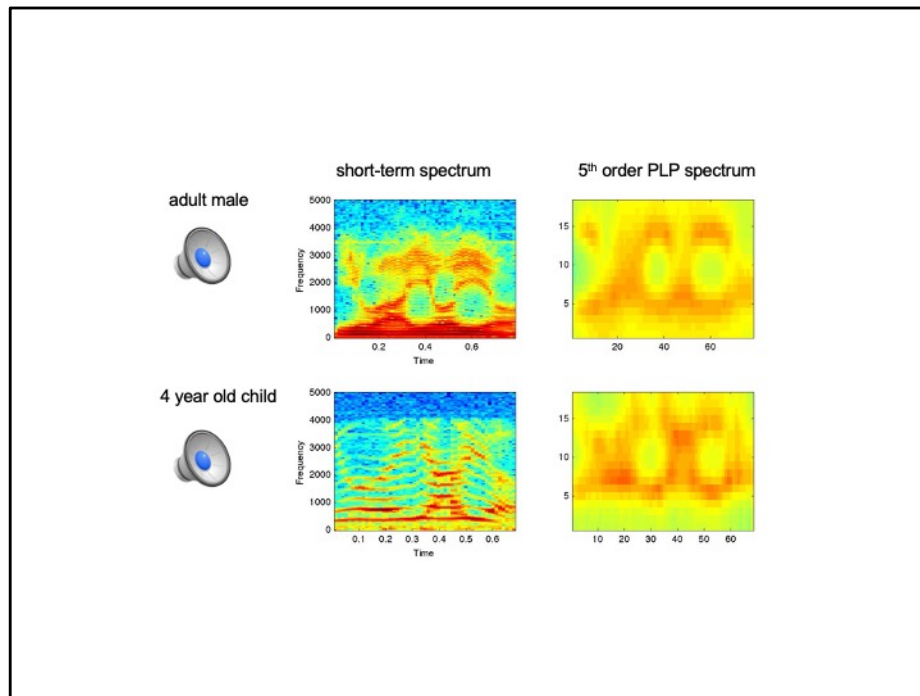 short-term spectrum
5th order PLP spectrum
adult male
5000
4000
3000
2000
1000
0
Frequency
0.2 0.4 0.6
Time
15
10
5
20 40 60
4 year old child
5000
4000
3000
2000
1000
0
Frequency
0.1 0.2 0.3 0.4 0.5 0.6
Time
15
10
5
10 20 30 40 50 60